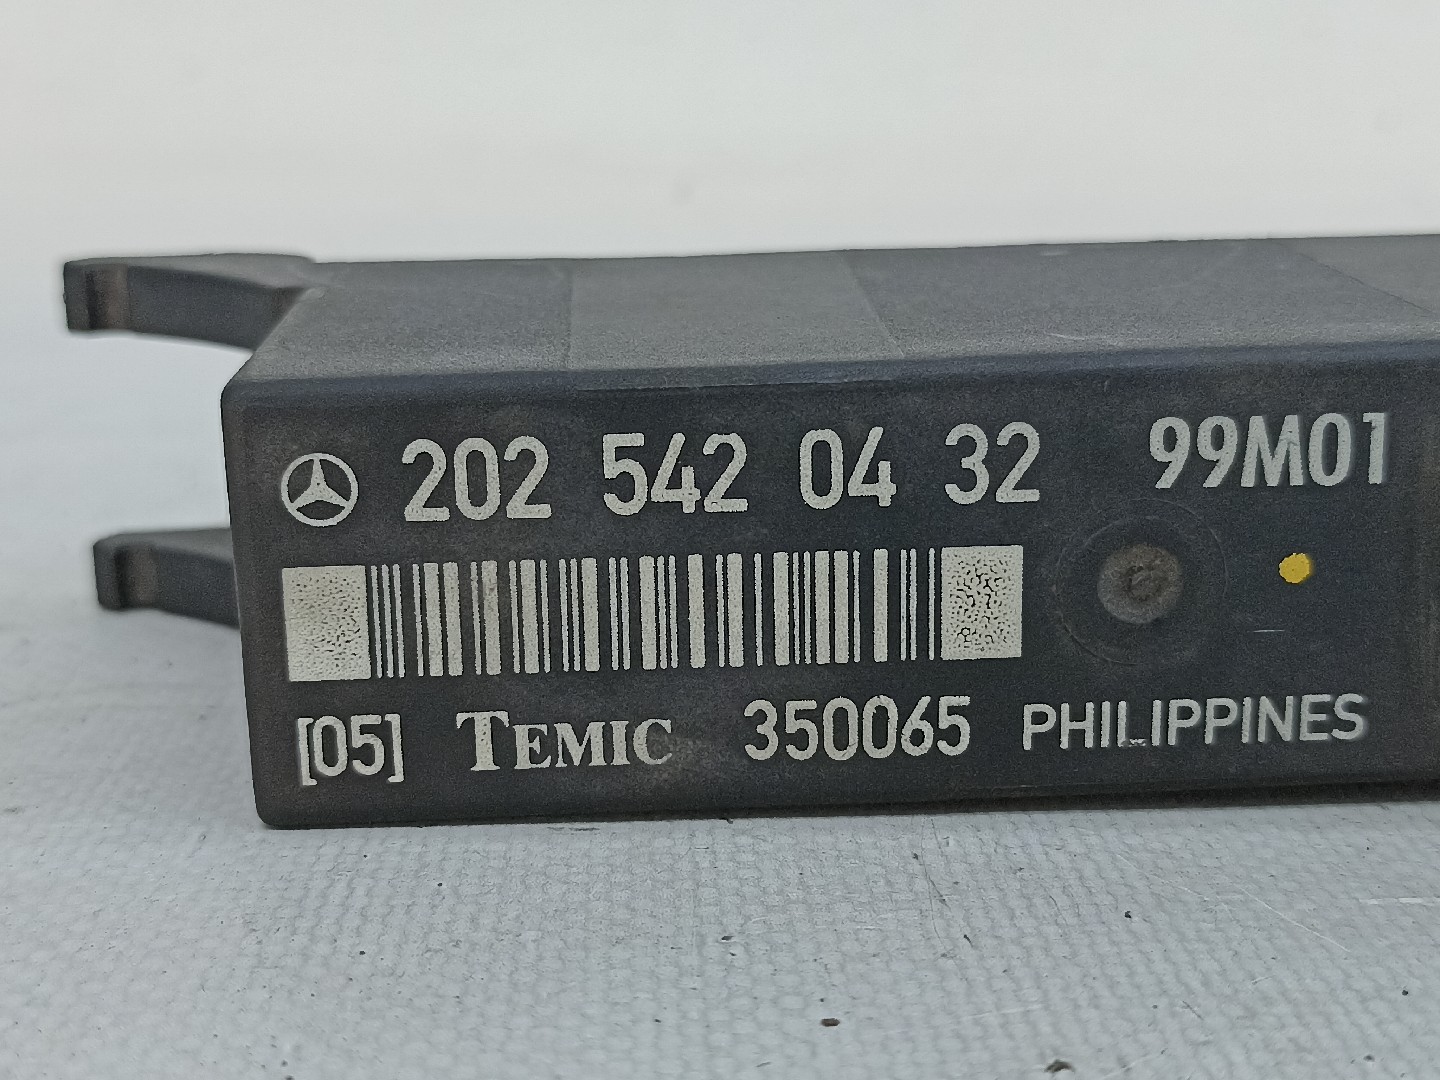 202 542 04 32 99M01
[05] TEMIC 350065 PHILIPPINES